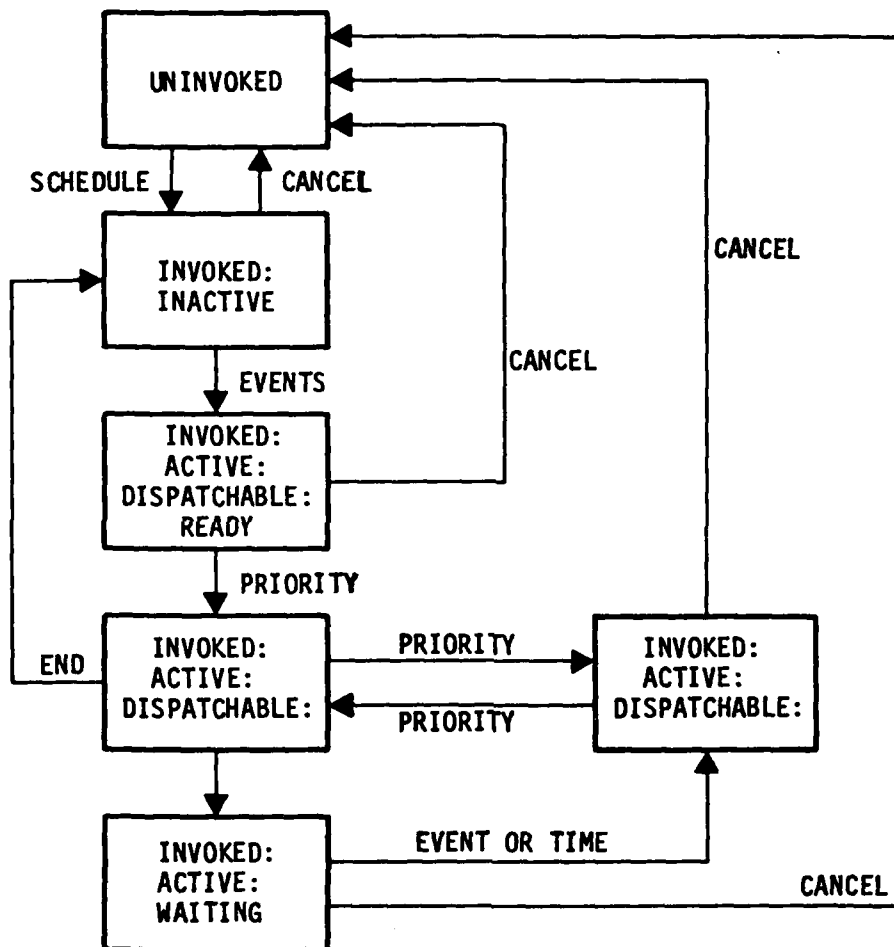 UNINVOKED
SCHEDULE
CANCEL
INVOKED:
INACTIVE
CANCEL
EVENTS
CANCEL
INVOKED:
ACTIVE:
DISPATCHABLE:
READY
PRIORITY
INVOKED:
ACTIVE:
DISPATCHABLE:
END
PRIORITY
PRIORITY
INVOKED:
ACTIVE:
DISPATCHABLE:
EVENT OR TIME
INVOKED:
ACTIVE:
WAITING
CANCEL